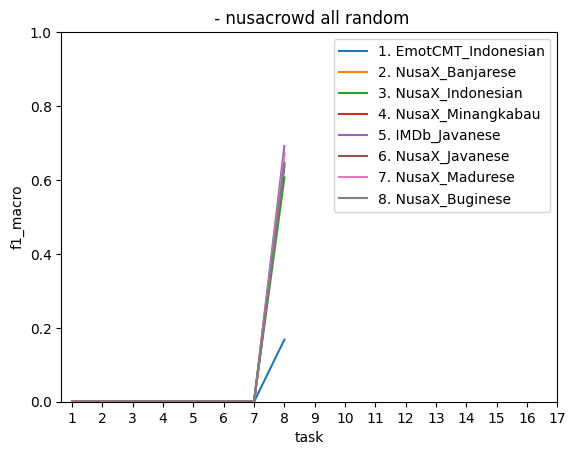 - nusacrowd all random
1. EmotCMT_Indonesian
2. NusaX_Banjarese
3. NusaX_Indonesian
4. NusaX_Minangkabau
5. IMDb_Javanese
6. NusaX_Javanese
7. NusaX_Madurese
8. NusaX_Buginese
f1_macro
1.0
0.8
0.6
0.4
0.2
0.0
1 2 3 4 5 6 7 8 9 10 11 12 13 14 15 16 17
task